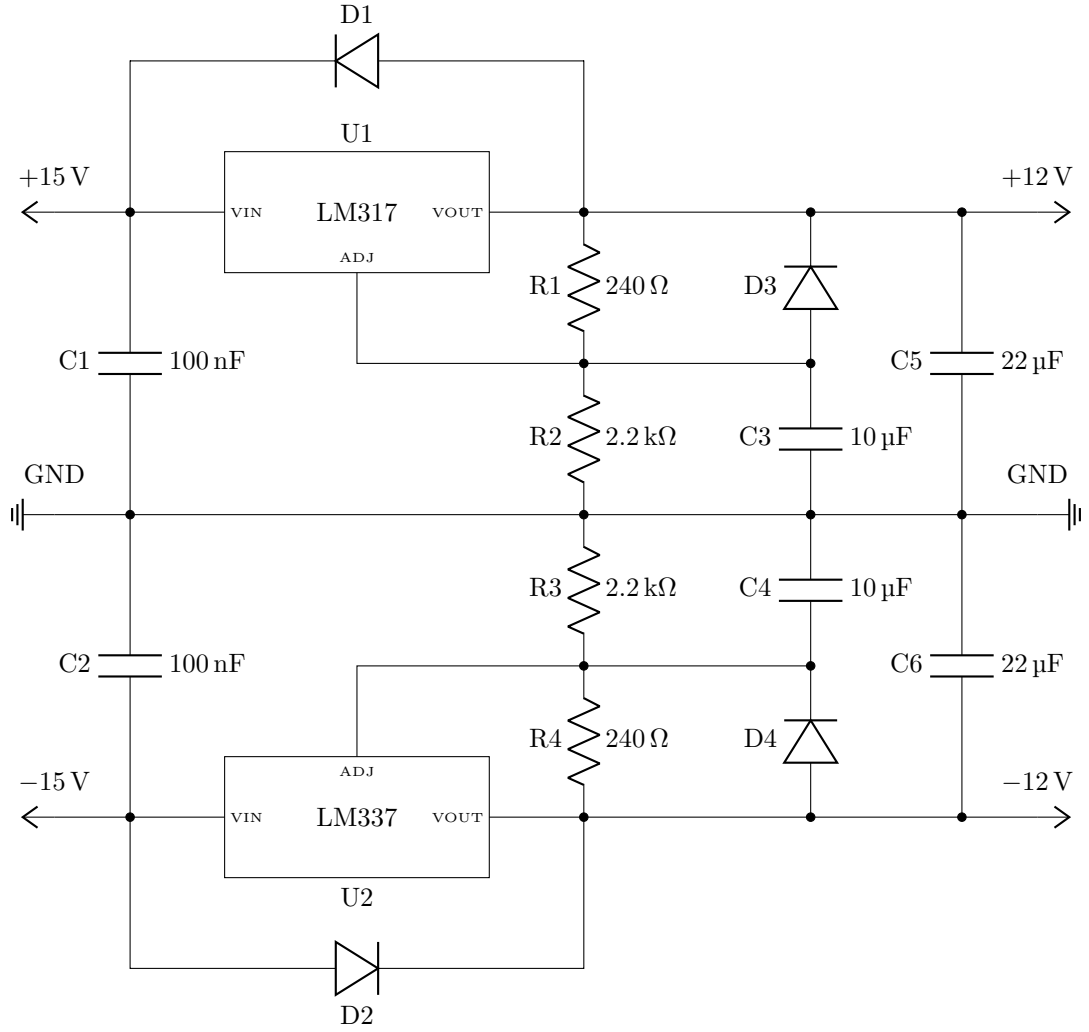 D1
U1
+15 V
+12 V
VIN
LM317
VOUT
ADJ
R1
240 Ω
D3
C1
100 nF
C5
22 µF
R2
2.2 kΩ
C3
10 µF
GND
GND
R3
2.2 kΩ
C4
10 µF
C2
100 nF
C6
22 µF
R4
240 Ω
D4
ADJ
−15 V
−12 V
VIN
LM337
VOUT
U2
D2